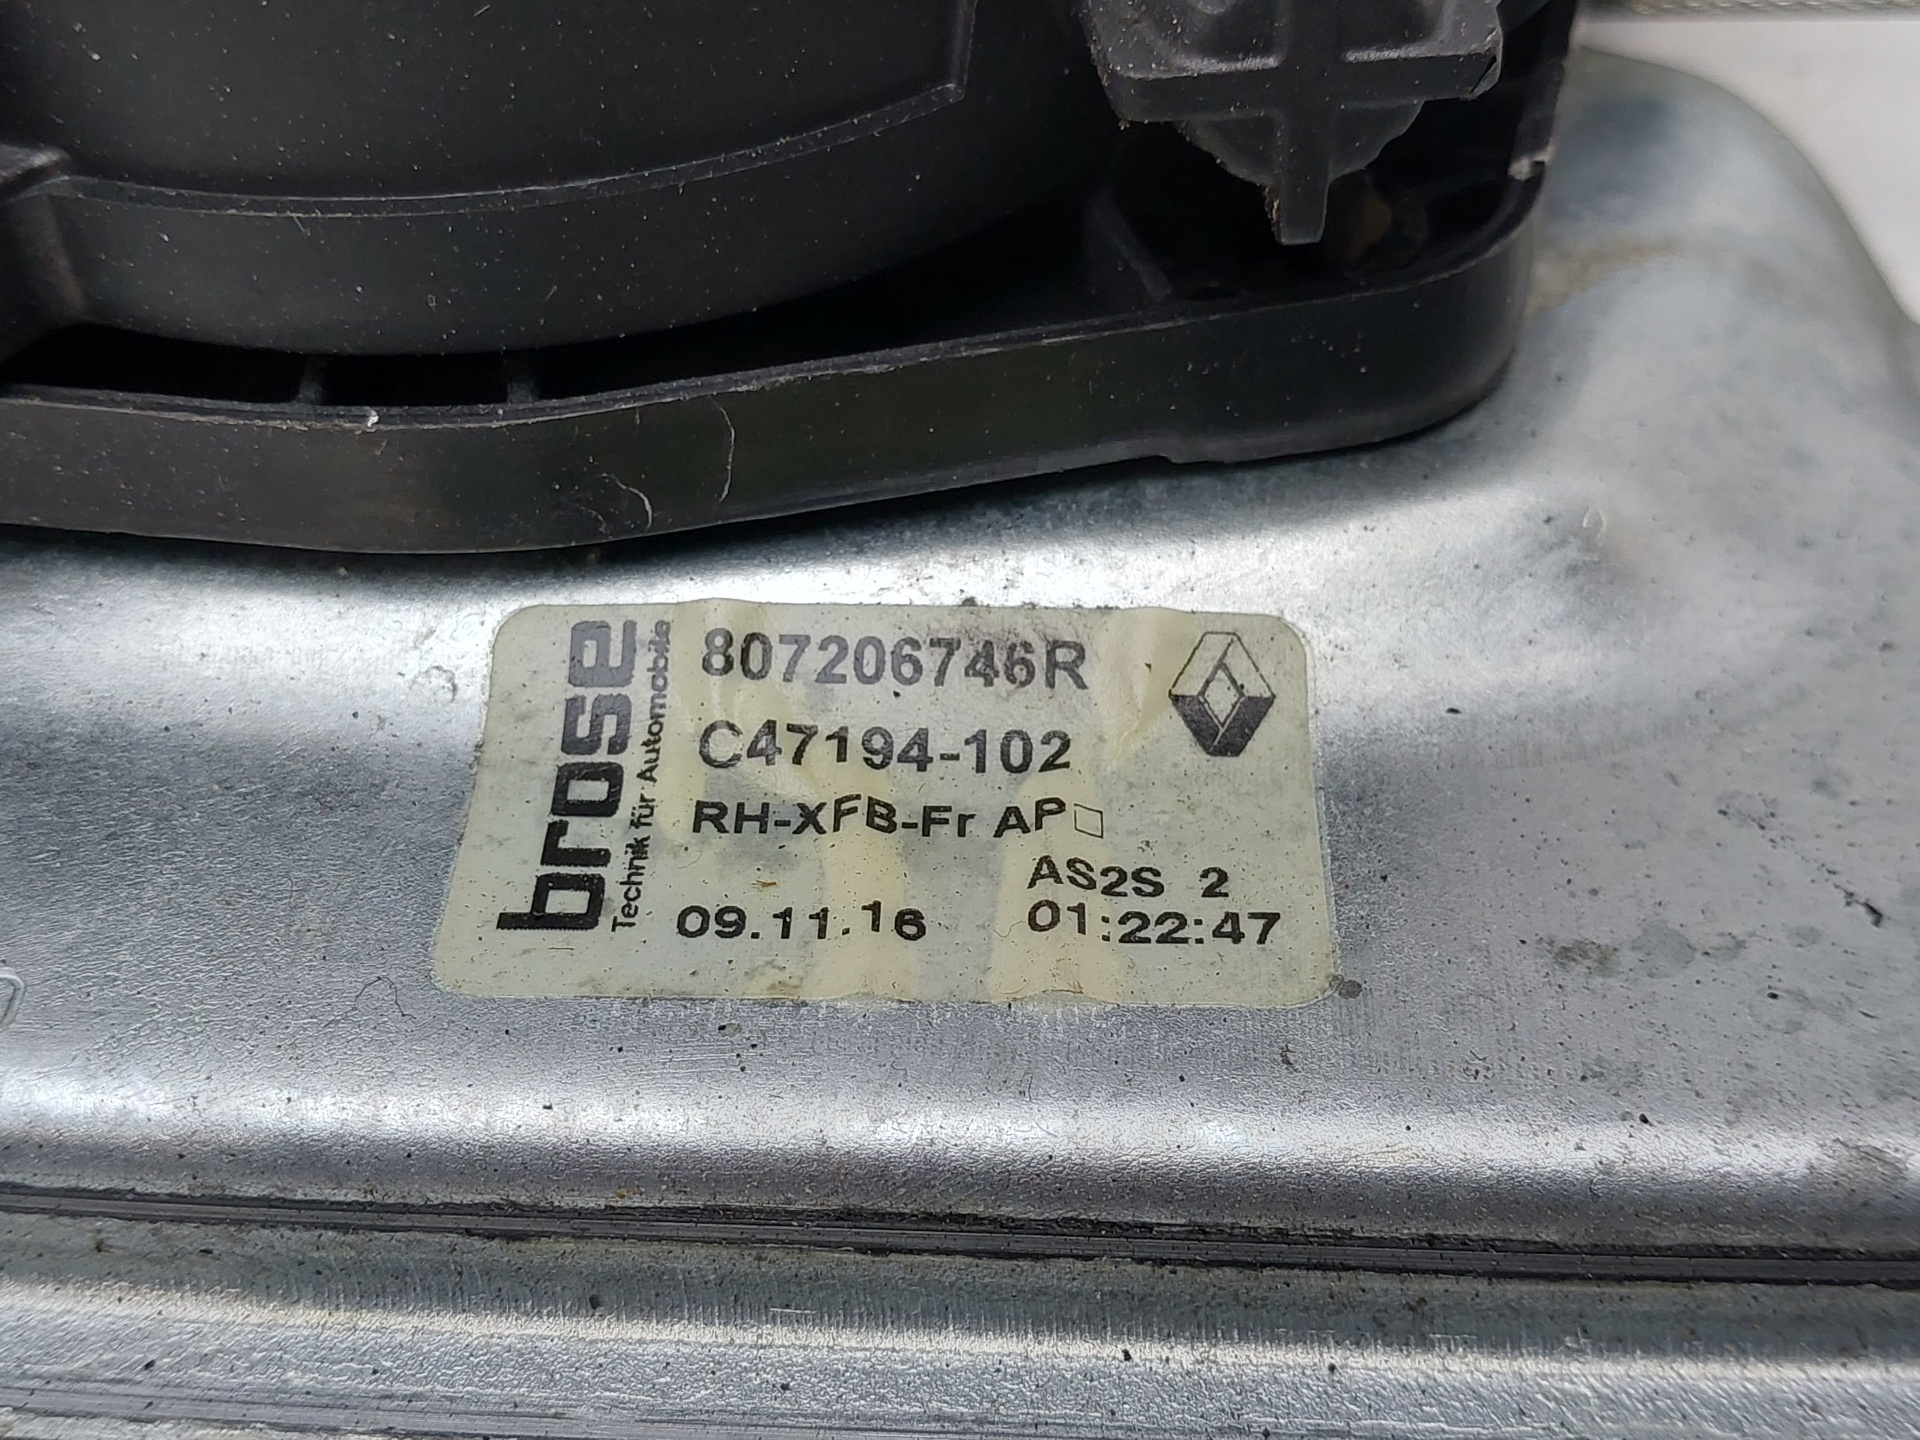 brose
Technik für Automobile
807206746R
C47194-102
RH-XFB-Fr AP□
AS2S 2
09.11.16 01:22:47